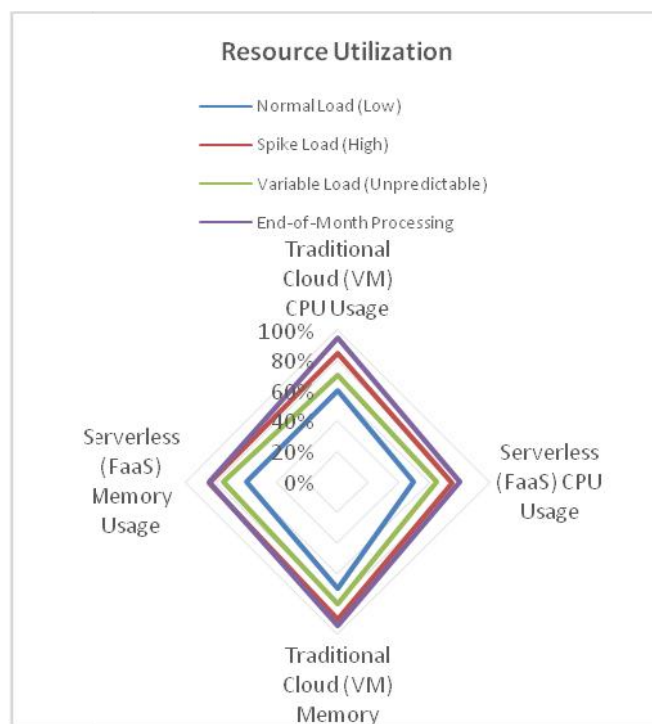 Resource Utilization
Normal Load (Low)
Spike Load (High)
Variable Load (Unpredictable)
End-of-Month Processing
Traditional
Cloud (VM)
CPU Usage
100%
80%
60%
40%
20%
0%
Serverless
(FaaS)
Memory
Usage
Serverless
(FaaS) CPU
Usage
Traditional
Cloud (VM)
Memory